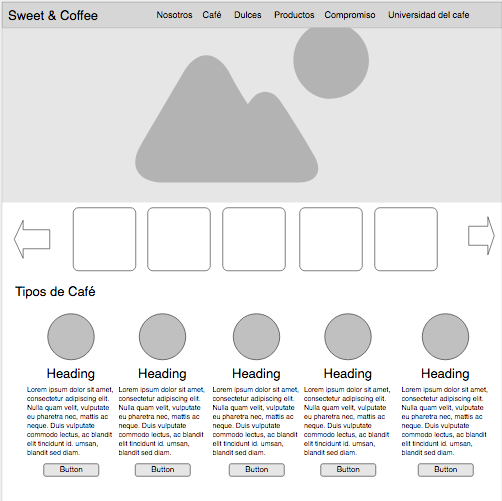 Sweet & Coffee
Nosotros Café Dulces Productos Compromiso Universidad del cafe
Tipos de Café
Heading Heading Heading Heading Heading
Lorem ipsum dolor sit amet, Lorem ipsum dolor sit amet, Lorem ipsum dolor sit amet, Lorem ipsum dolor sit amet, Lorem ipsum dolor sit amet,
consectetur adipiscing elit. consectetur adipiscing elit. consectetur adipiscing elit. consectetur adipiscing elit. consectetur adipiscing elit.
Nulla quam velit, vulputate Nulla quam velit, vulputate Nulla quam velit, vulputate Nulla quam velit, vulputate Nulla quam velit, vulputate
eu pharetra nec, mattis ac eu pharetra nec, mattis ac eu pharetra nec, mattis ac eu pharetra nec, mattis ac eu pharetra nec, mattis ac
neque. Duis vulputate neque. Duis vulputate neque. Duis vulputate neque. Duis vulputate neque. Duis vulputate
commodo lectus, ac blandit commodo lectus, ac blandit commodo lectus, ac blandit commodo lectus, ac blandit commodo lectus, ac blandit
elit tincidunt id. umsan, elit tincidunt id. umsan, elit tincidunt id. umsan, elit tincidunt id. umsan, elit tincidunt id. umsan,
blandit sed diam. blandit sed diam. blandit sed diam. blandit sed diam. blandit sed diam.
Button Button Button Button Button